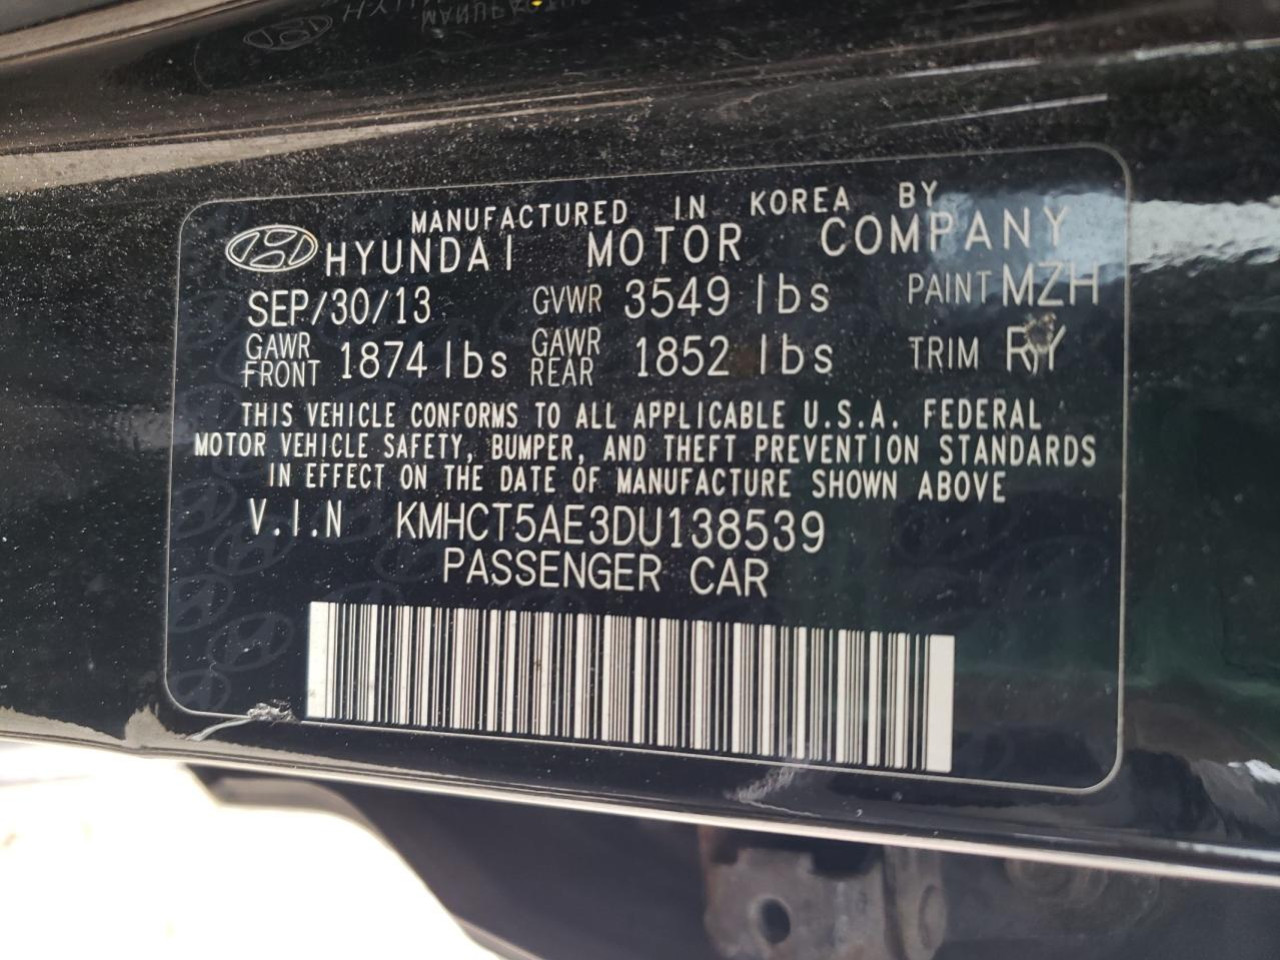 MANUFACTURED IN KOREA BY
HYUNDAI MOTOR COMPANY
SEP/30/13 GVWR 3549 lbs PAINT MZH
GAWR FRONT 1874 lbs GAWR REAR 1852 lbs TRIM RY
THIS VEHICLE CONFORMS TO ALL APPLICABLE U.S.A. FEDERAL
MOTOR VEHICLE SAFETY, BUMPER, AND THEFT PREVENTION STANDARDS
IN EFFECT ON THE DATE OF MANUFACTURE SHOWN ABOVE
V.I.N KMHCT5AE3DU138539
PASSENGER CAR